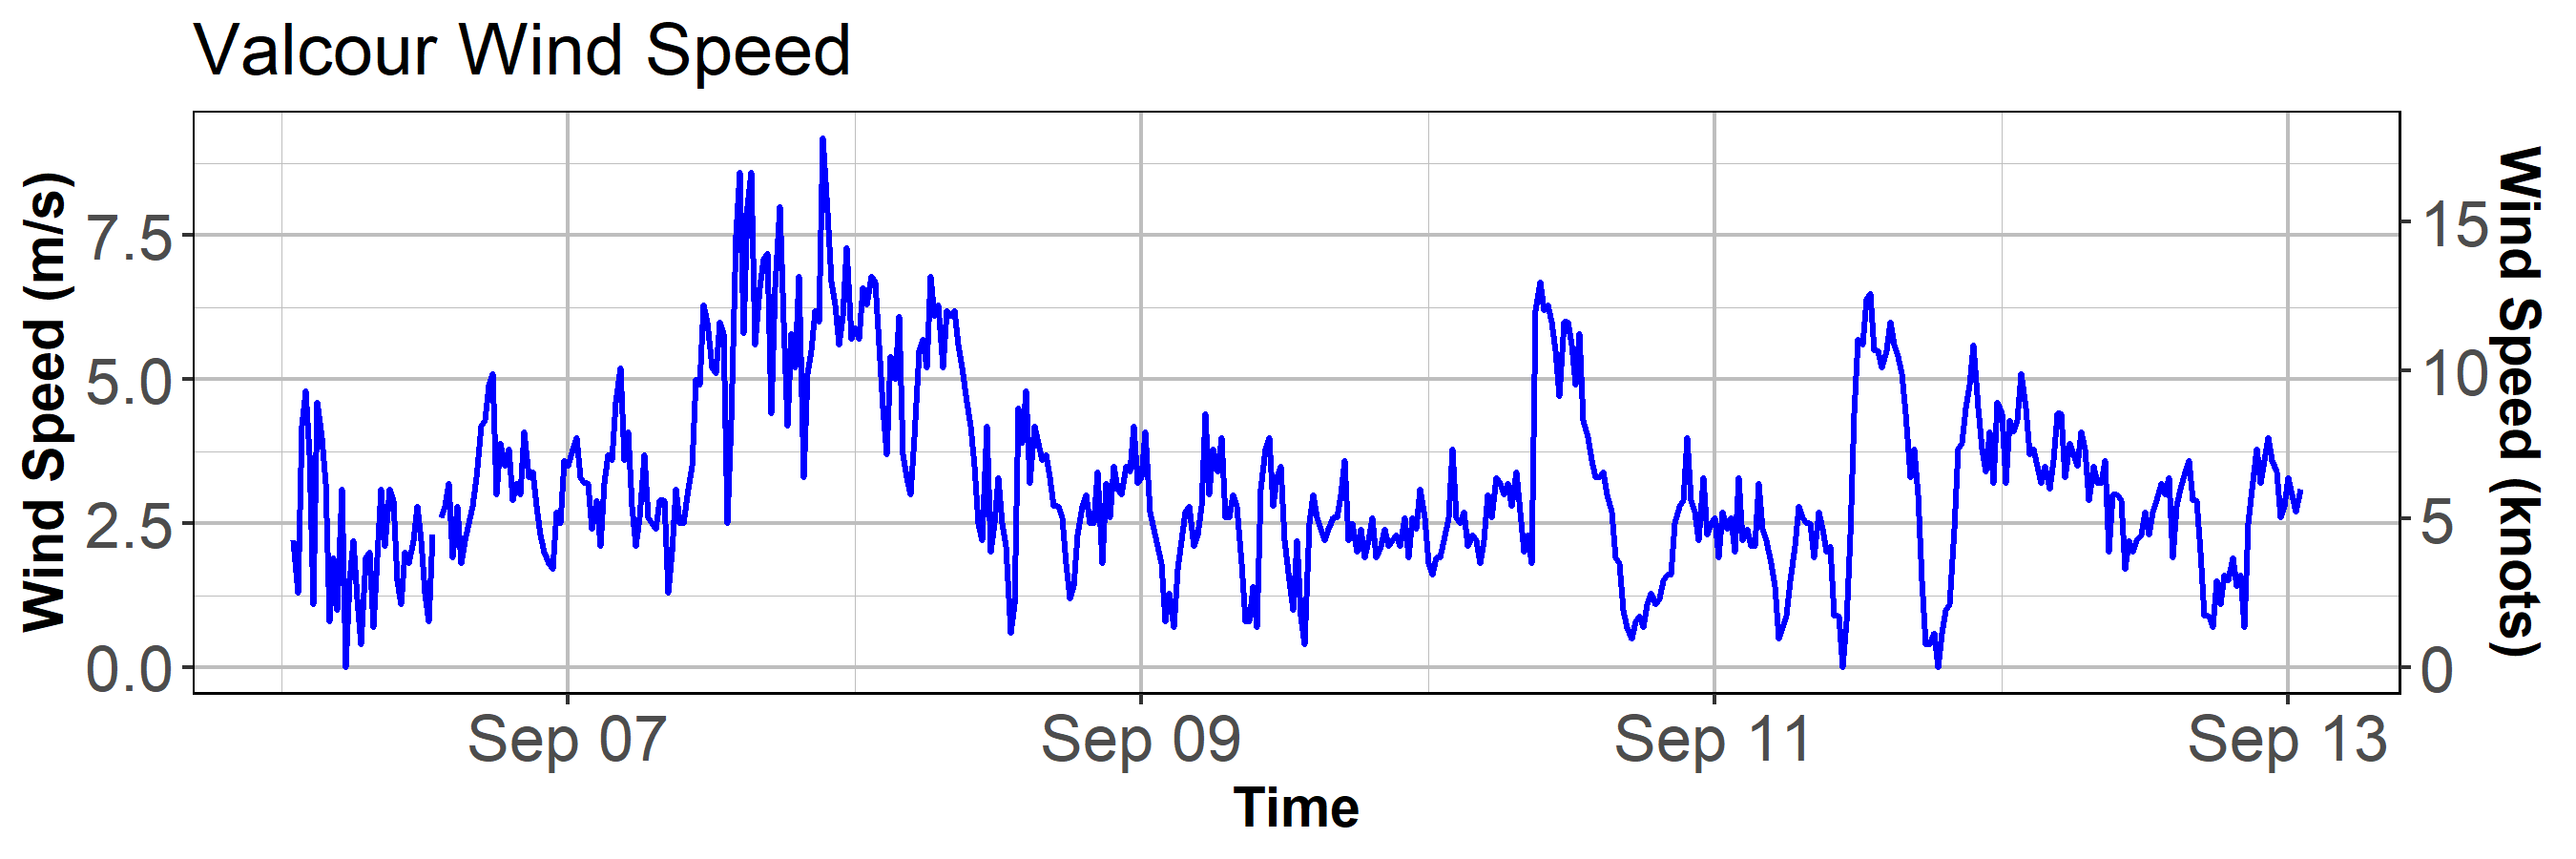 Valcour Wind Speed
Wind Speed (m/s)
7.5
5.0
2.5
0.0
15
10
5
0
Wind Speed (knots)
Sep 07
Sep 09
Sep 11
Sep 13
Time